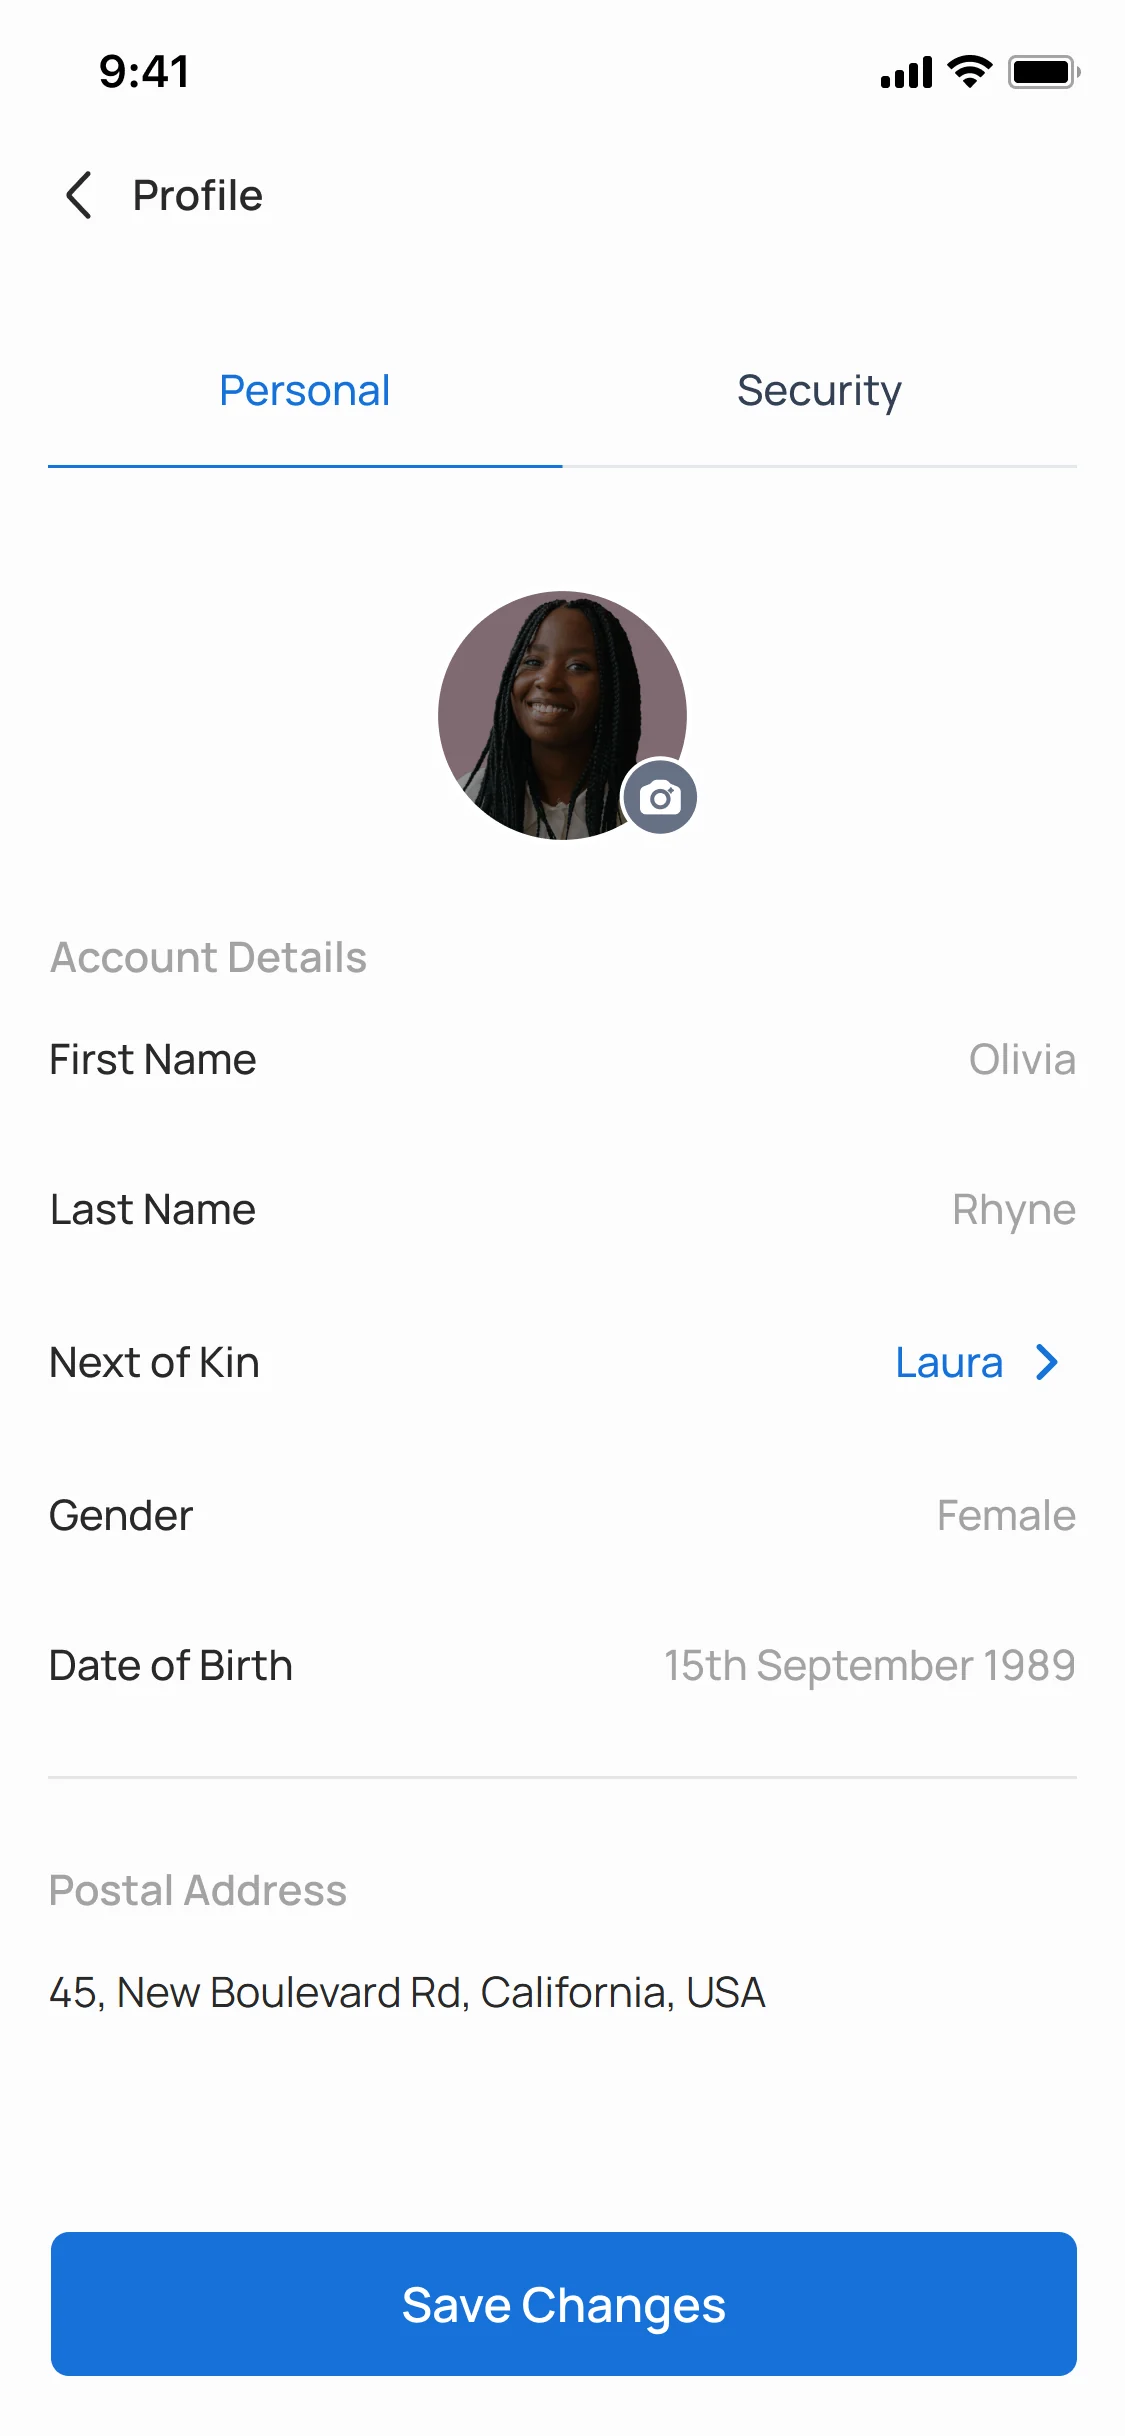 9:41
Profile
Personal Security
Account Details
First Name Olivia
Last Name Rhyne
Next of Kin Laura
Gender Female
Date of Birth 15th September 1989
Postal Address
45, New Boulevard Rd, California, USA
Save Changes